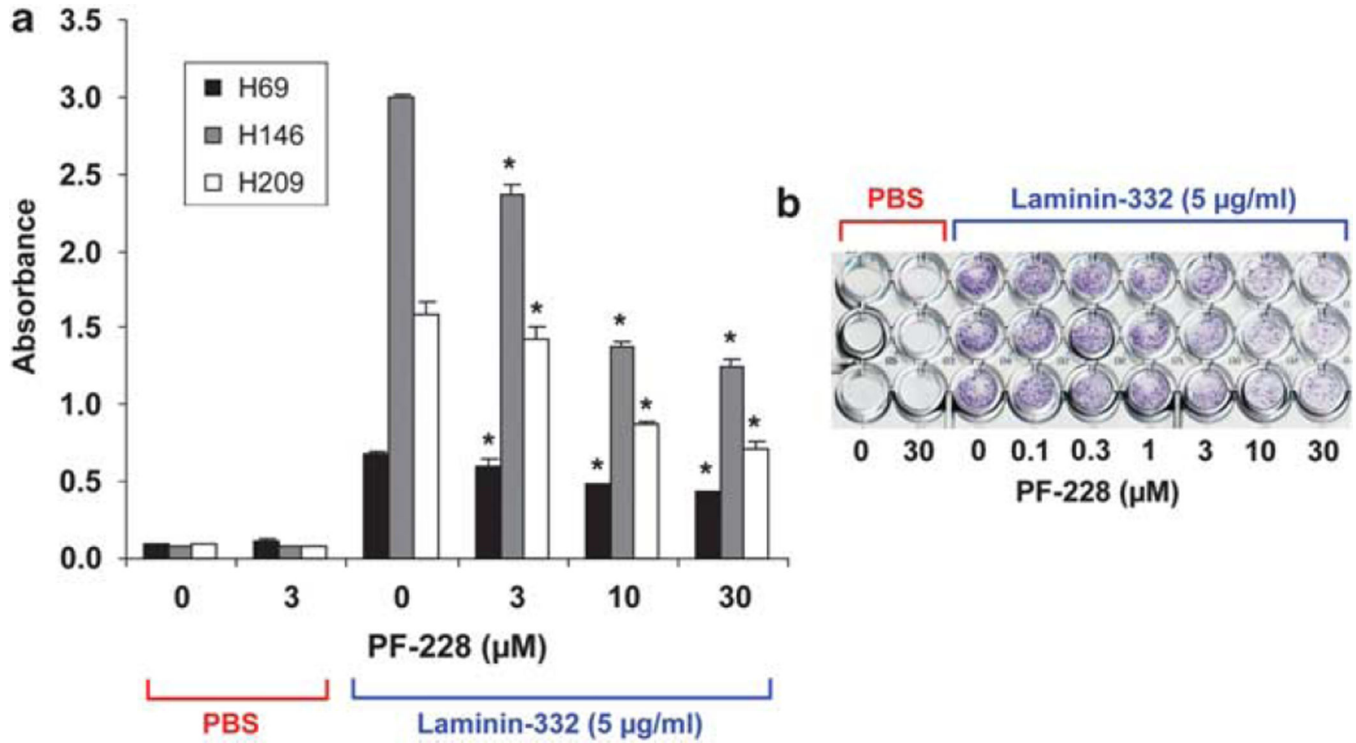 a
3.5
3.0
2.5
2.0
1.5
1.0
0.5
0.0
Absorbance
H69
H146
H209
*
* *
* * *
* * *
0 3 0 3 10 30
PF-228 (µM)
PBS Laminin-332 (5 µg/ml)
b
PBS Laminin-332 (5 µg/ml)
0 30 0 0.1 0.3 1 3 10 30
PF-228 (µM)